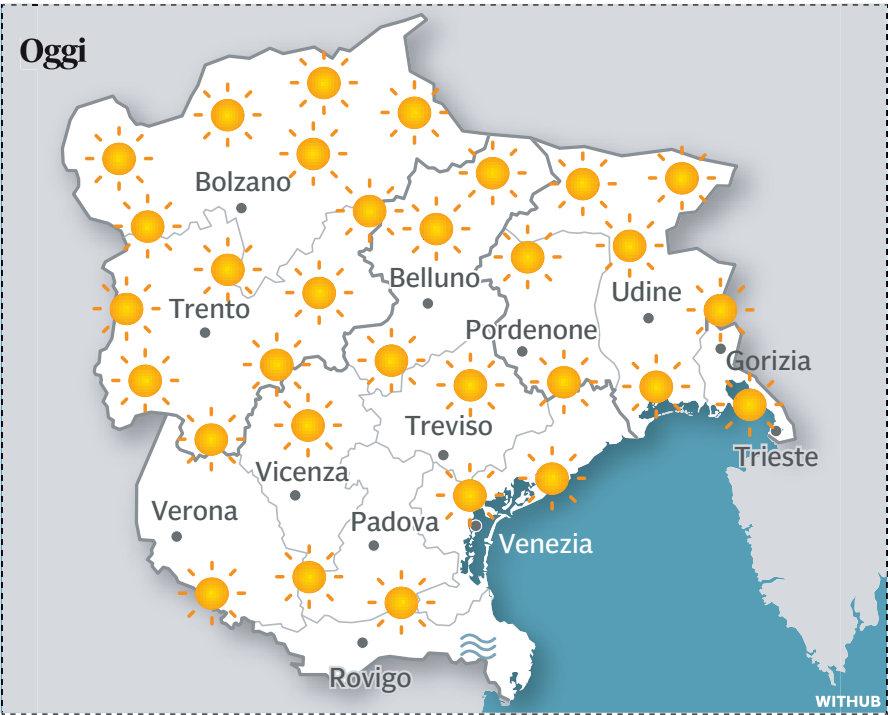 Oggi
Bolzano
Belluno
Udine
Trento
Pordenone
Gorizia
Treviso
Trieste
Vicenza
Verona
Padova
Venezia
Rovigo
WITHUB